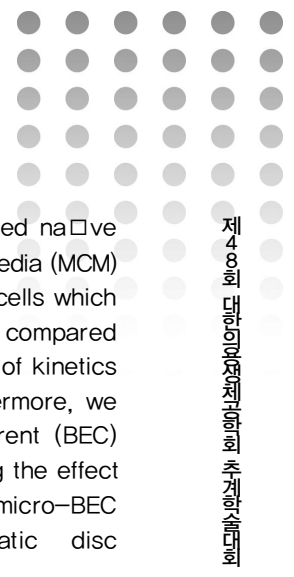 ed na□ve
edia (MCM)
cells which
compared
of kinetics
ermore, we
rent (BEC)
g the effect
micro-BEC
atic disc
제48회 대한의용생체공학회 추계학술대회